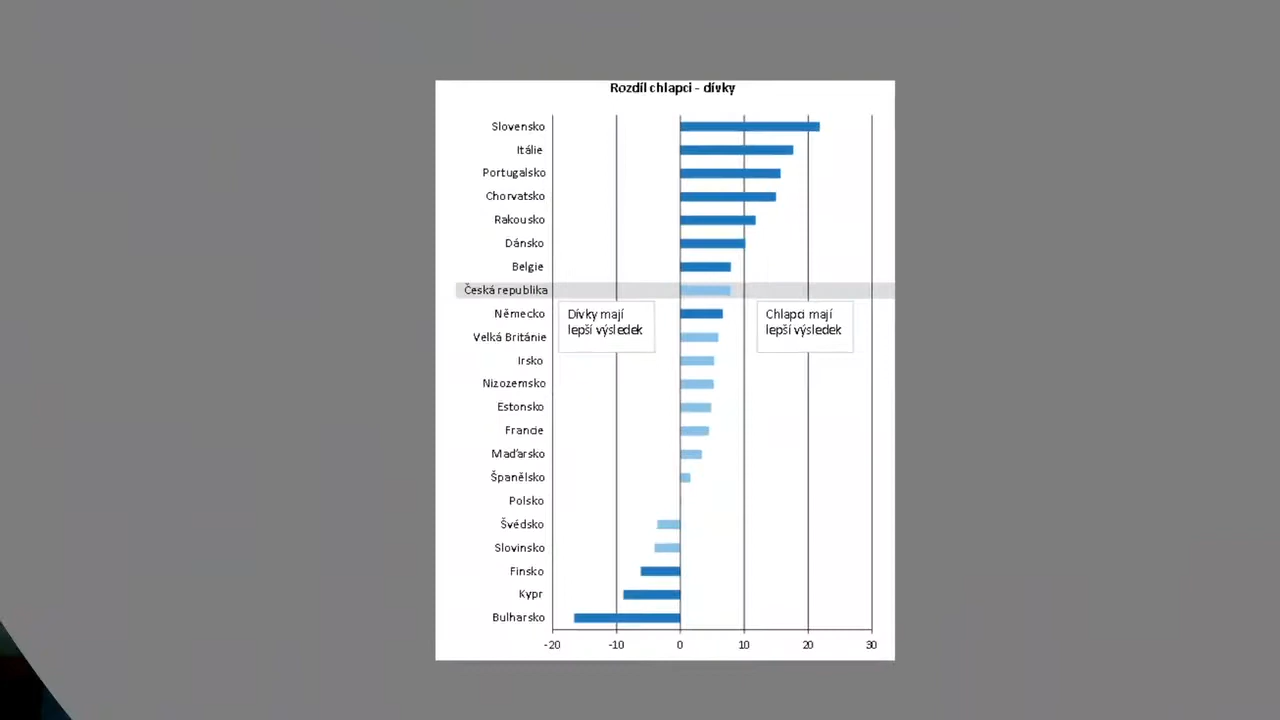 Rozdíl chlapci - dívky
Slovensko
Itálie
Portugalsko
Chorvatsko
Rakousko
Dánsko
Belgie
Česká republika
Německo
Velká Británie
Irsko
Nizozemsko
Estonsko
Francie
Maďarsko
Španělsko
Polsko
Švédsko
Slovinsko
Finsko
Kypr
Bulharsko
Dívky mají
lepší výsledek
Chlapci mají
lepší výsledek
-20 -10 0 10 20 30